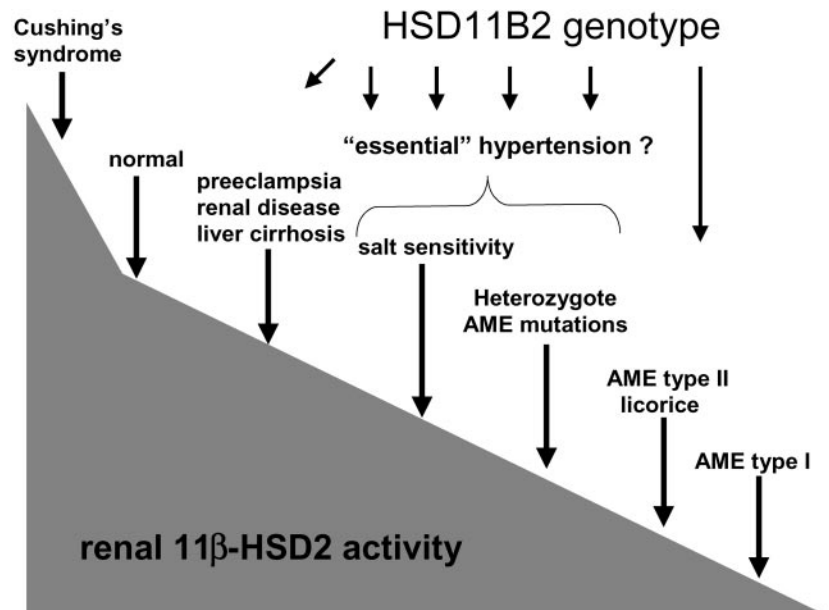 Cushing's
syndrome
HSD11B2 genotype
normal
"essential" hypertension ?
preeclampsia
renal disease
liver cirrhosis
salt sensitivity
Heterozygote
AME mutations
AME type II
licorice
AME type I
renal 11β-HSD2 activity